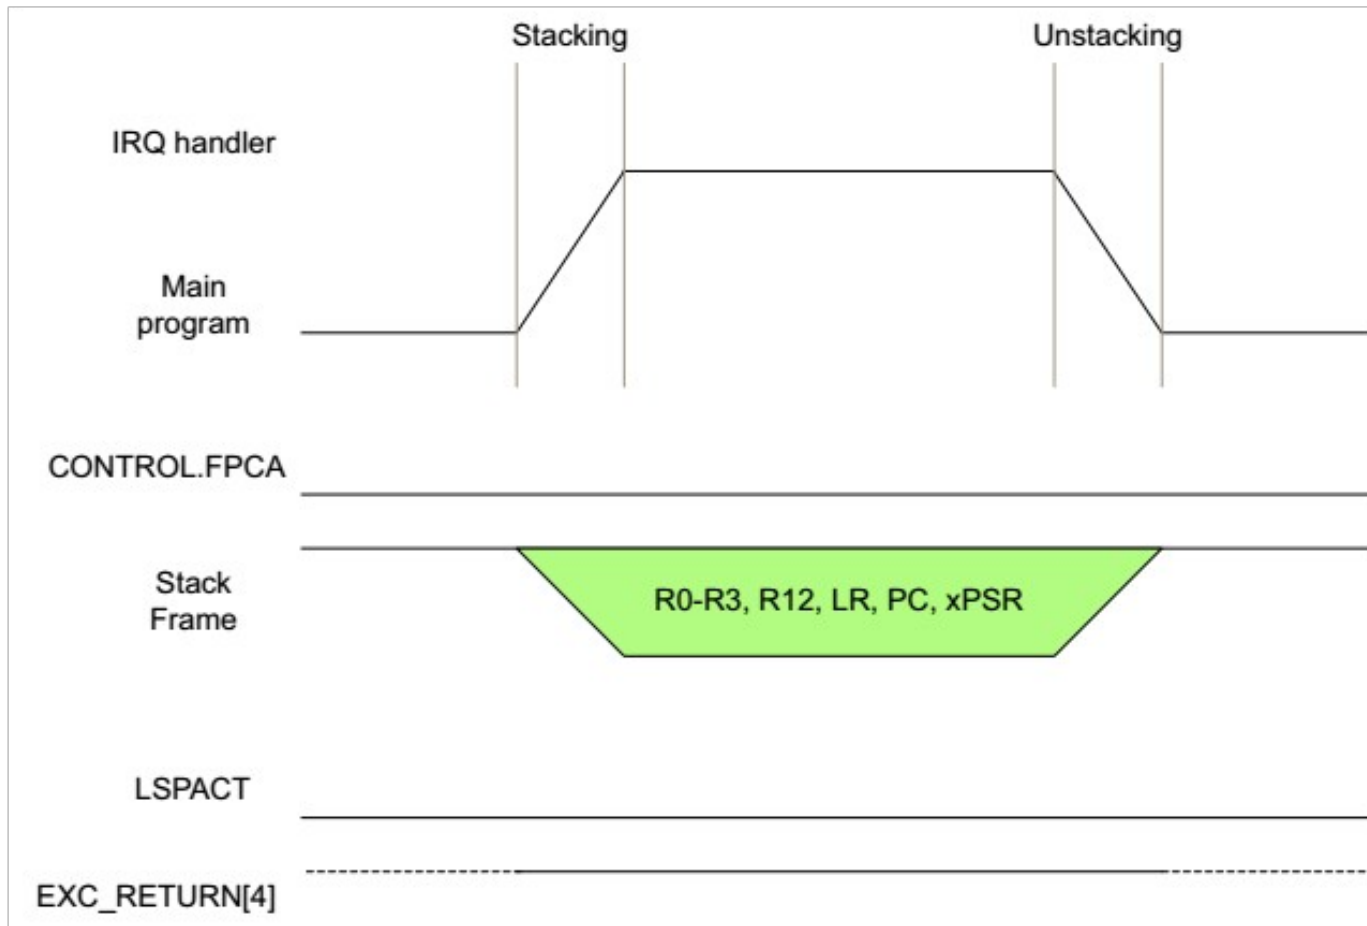 Stacking
Unstacking
IRQ handler
Main
program
CONTROL.FPCA
Stack
Frame
R0-R3, R12, LR, PC, xPSR
LSPACT
EXC_RETURN[4]